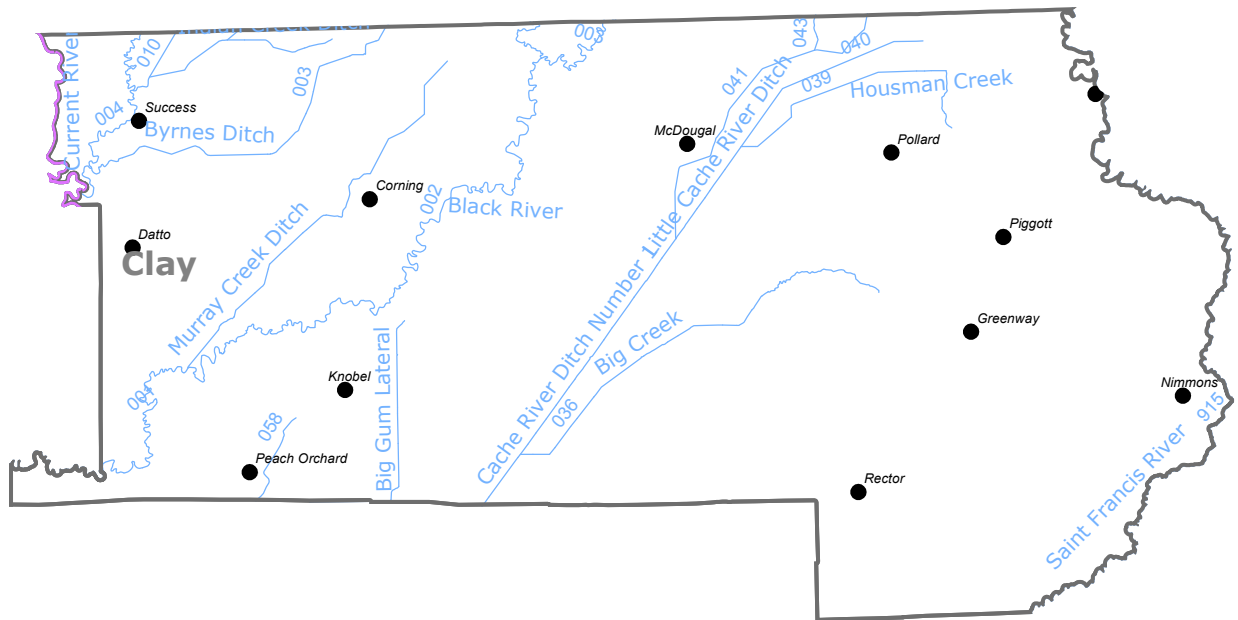 Current River
010
004
Success
Byrnes Ditch
003
Corning
002
Black River
Murray Creek Ditch
Datto
Clay
McDougal
041
043
040
039
Housman Creek
Pollard
Piggott
Greenway
Nimmons
915
Saint Francis River
Rector
Little Cache River Ditch
Cache River Ditch Number 1
Big Creek
036
Knobel
Big Gum Lateral
058
Peach Orchard